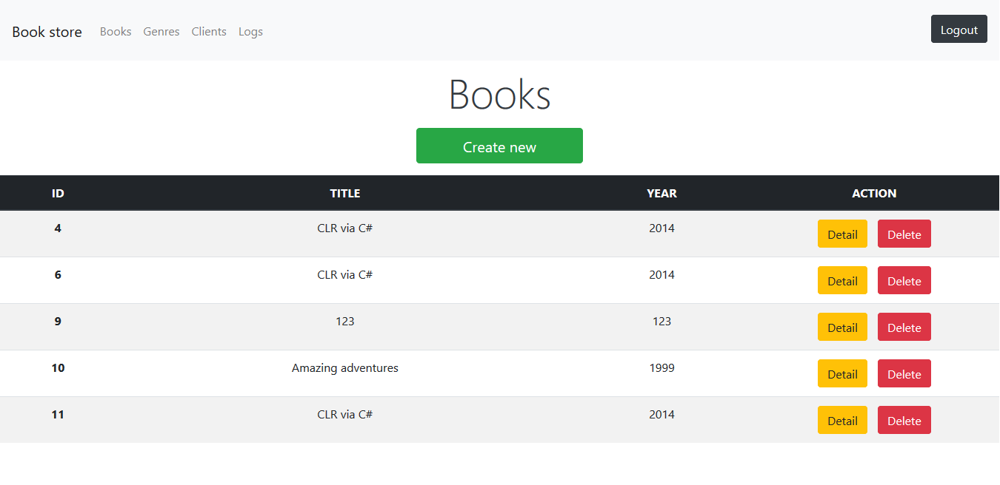 Book store Books Genres Clients Logs Logout
Books
Create new
ID TITLE YEAR ACTION
4 CLR via C# 2014 Detail Delete
6 CLR via C# 2014 Detail Delete
9 123 123 Detail Delete
10 Amazing adventures 1999 Detail Delete
11 CLR via C# 2014 Detail Delete